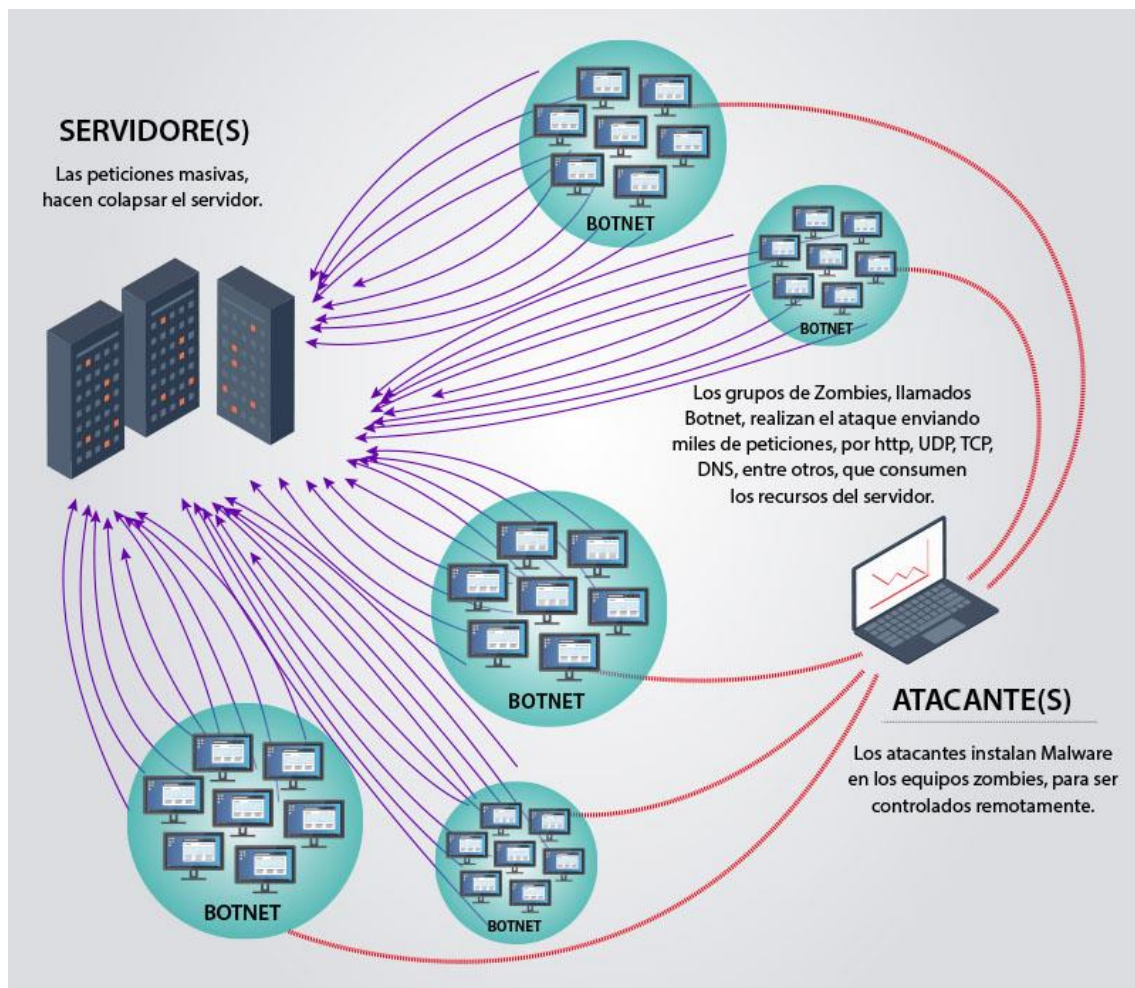 SERVIDORE(S)
Las peticiones masivas,
hacen colapsar el servidor.
BOTNET
BOTNET
Los grupos de Zombies, llamados
Botnet, realizan el ataque enviando
miles de peticiones, por http, UDP, TCP,
DNS, entre otros, que consumen
los recursos del servidor.
BOTNET
ATACANTE(S)
Los atacantes instalan Malware
en los equipos zombies, para ser
controlados remotamente.
BOTNET
BOTNET